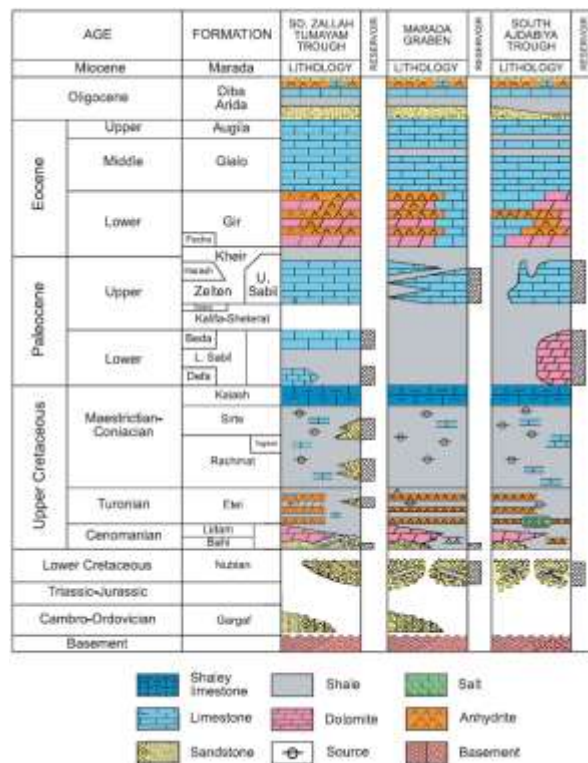 AGE
FORMATION
SO. ZALLAH
TUMAYAM
TROUGH
RESERVOIR
MARADA
GRABEN
RESERVOIR
SOUTH
AJDABIYA
TROUGH
RESERVOIR
Miocene
Marada
LITHOLOGY
LITHOLOGY
LITHOLOGY
Oligocene
Diba
Arida
Eocene
Upper
Augila
Middle
Gialo
Lower
Gir
Facha
Kheir
Paleocene
Upper
Harash
Zelten
U.
Sabil
Kalifa-Shekerat
Lower
Beda
L. Sabil
Defa
Upper Cretaceous
Maestrictian-
Coniacian
Kalash
Sirte
Rachmat
Turonian
Etel
Cenomanian
Lidam
Bahi
Lower Cretaceous
Nubian
Triassic-Jurassic
Cambro-Ordovician
Gargaf
Basement
Shaley
limestone
Shale
Salt
Limestone
Dolomite
Anhydrite
Sandstone
Source
Basement